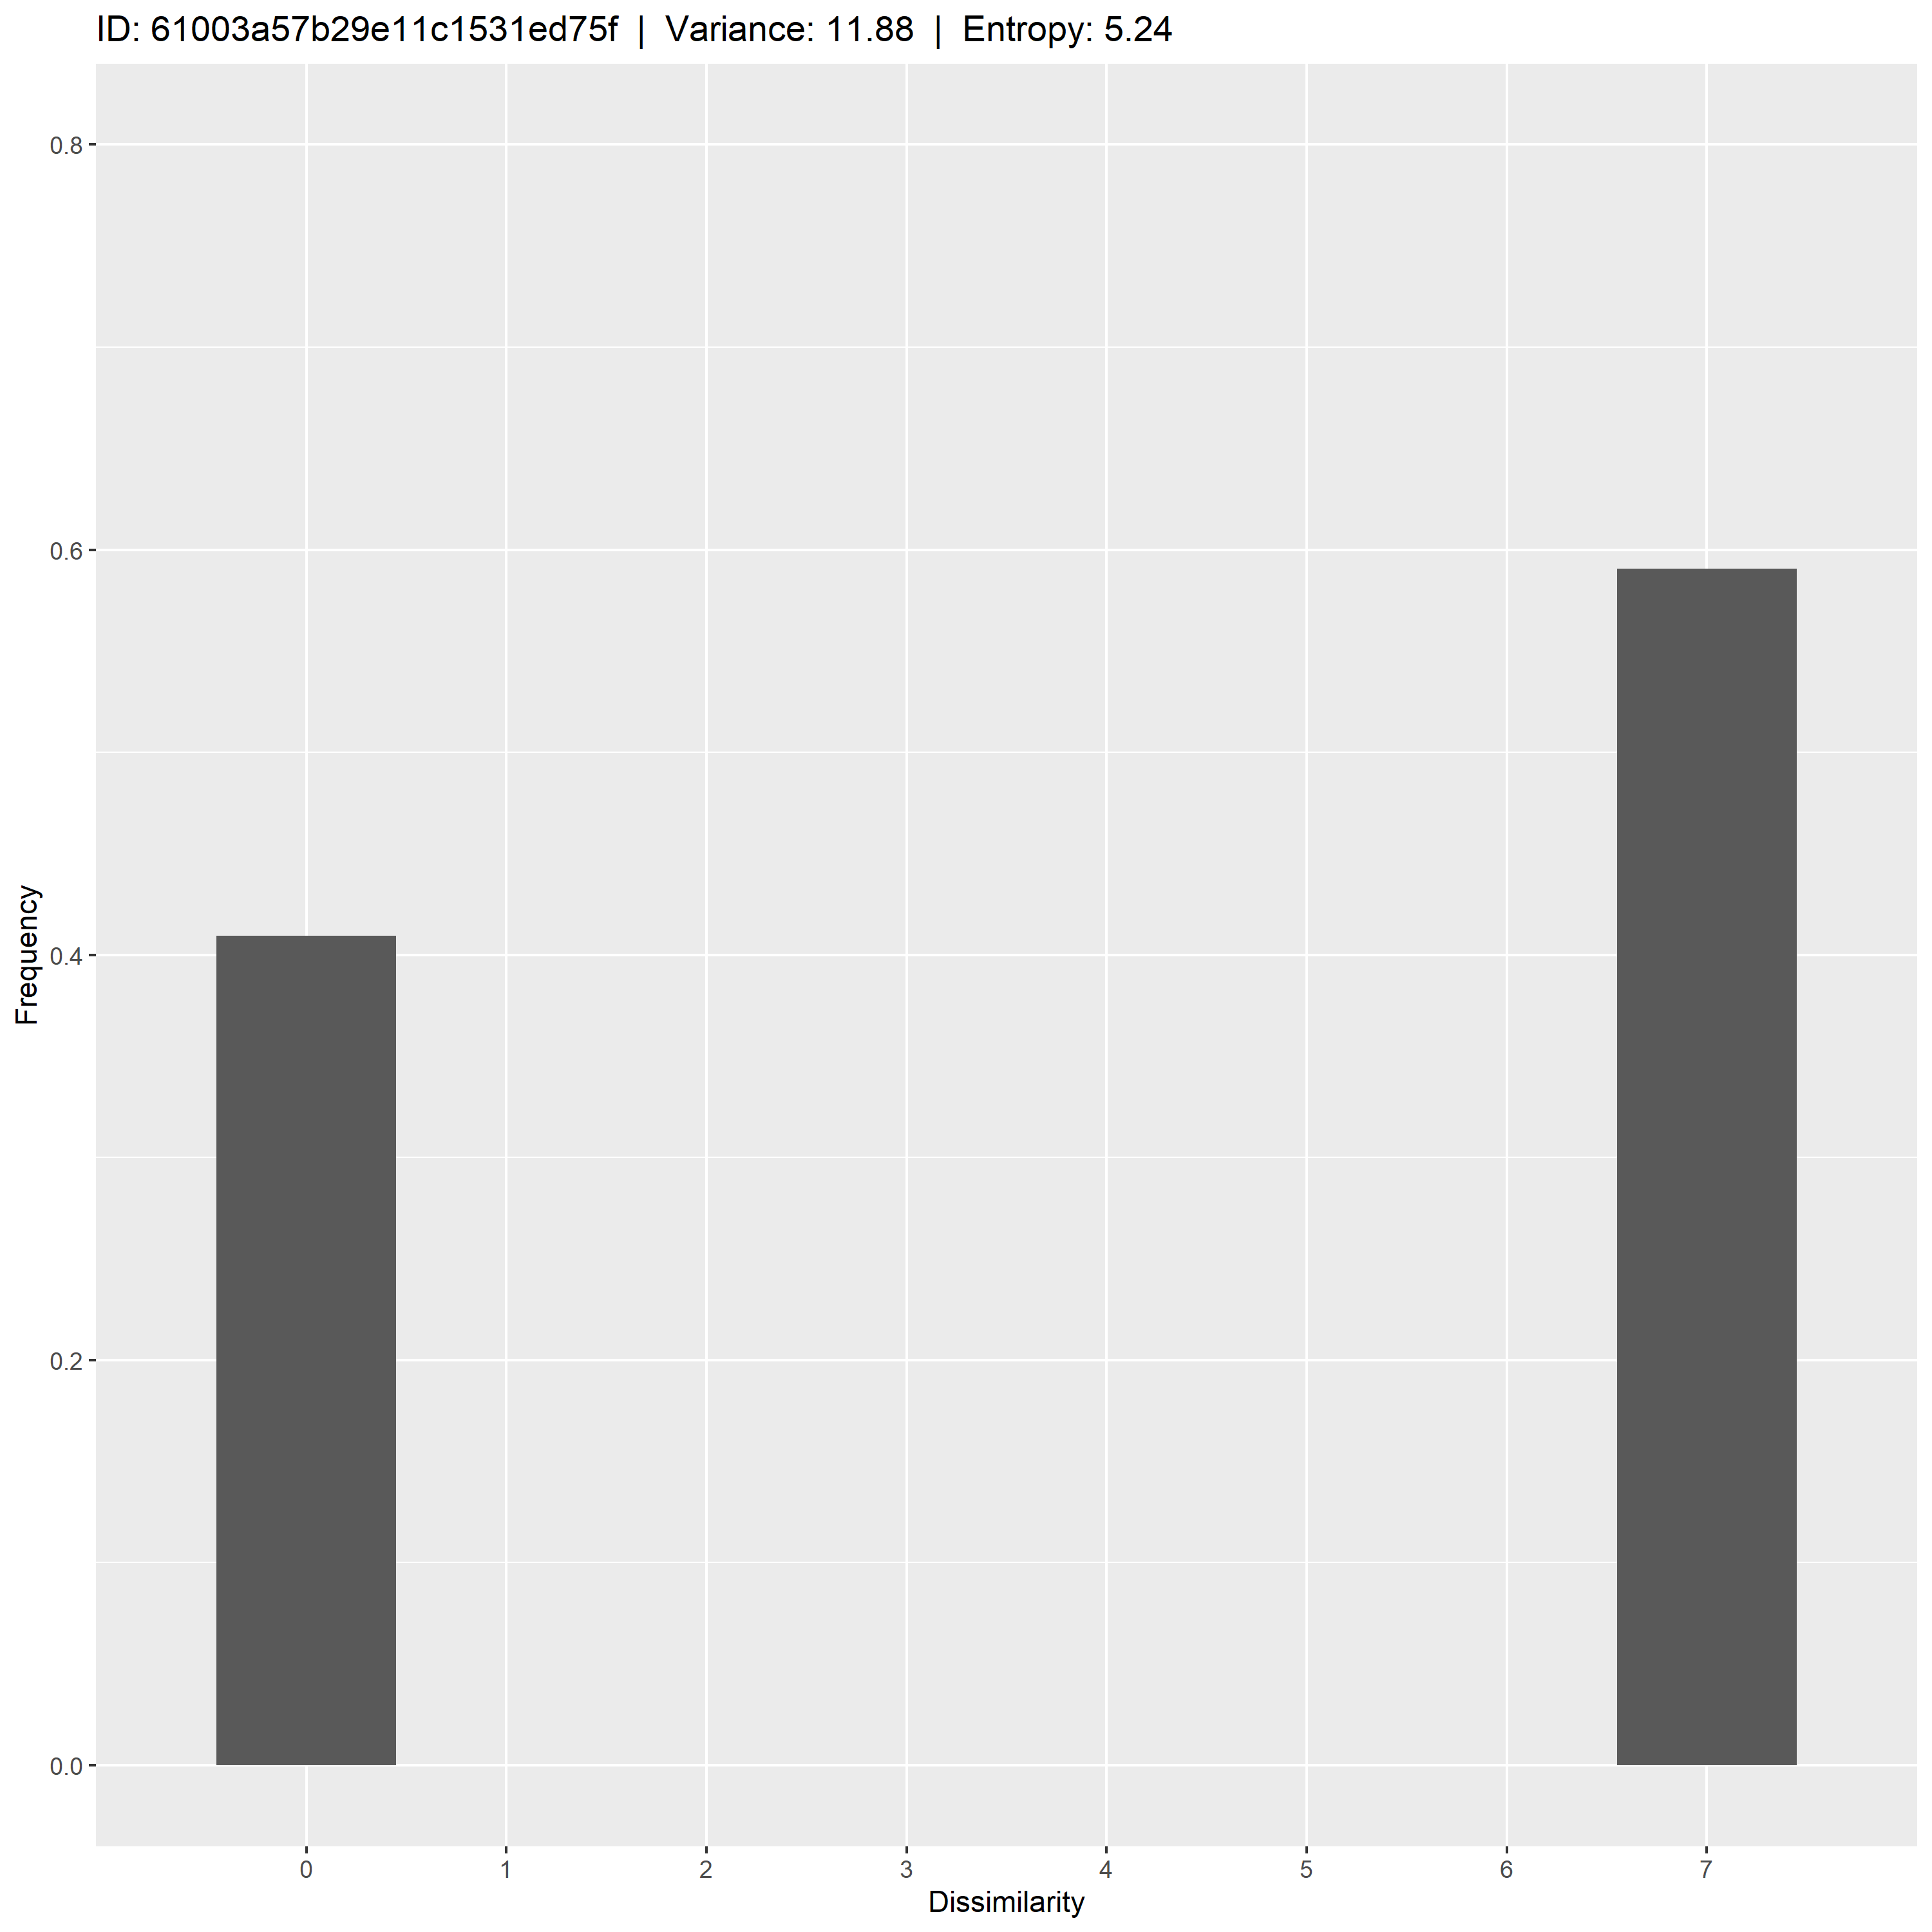 ID: 61003a57b29e11c1531ed75f | Variance: 11.88 | Entropy: 5.24
Frequency
0.8
0.6
0.4
0.2
0.0
0 1 2 3 4 5 6 7
Dissimilarity